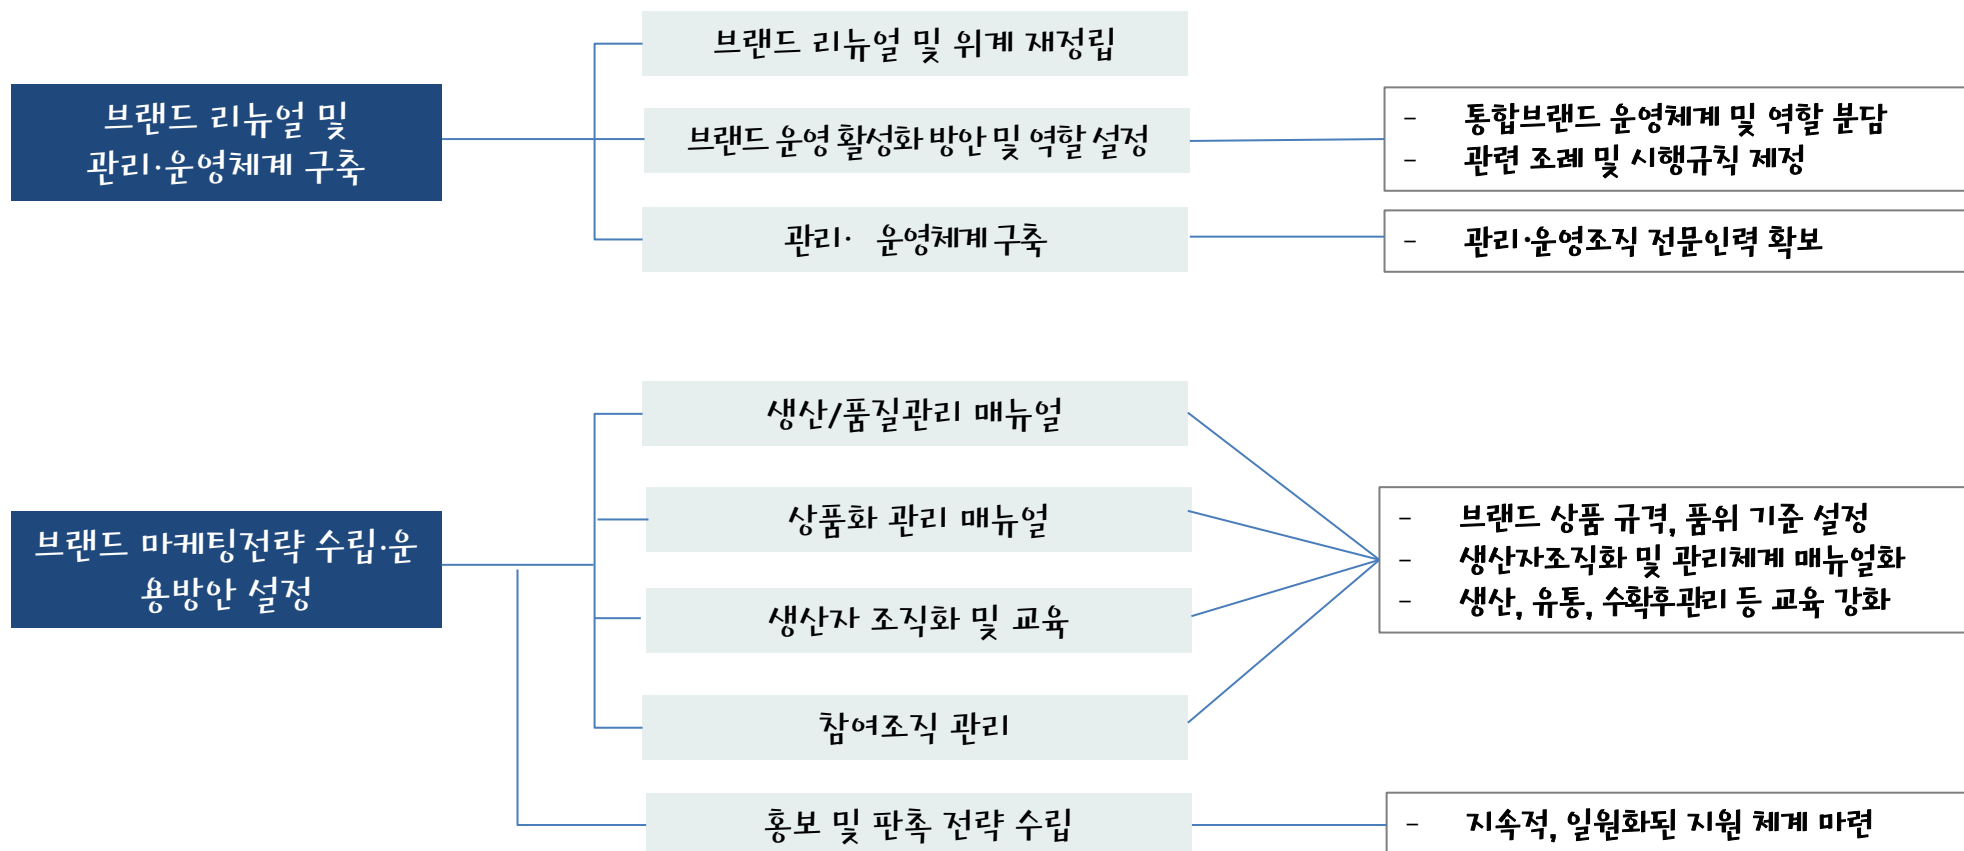 브랜드 리뉴얼 및 위계 재정립
브랜드 리뉴얼 및
관리·운영체계 구축
브랜드 운영 활성화 방안 및 역할 설정
- 통합브랜드 운영체계 및 역할 분담
- 관련 조례 및 시행규칙 제정
관리· 운영체계 구축
- 관리·운영조직 전문인력 확보
생산/품질관리 매뉴얼
브랜드 마케팅전략 수립·운
용방안 설정
상품화 관리 매뉴얼
생산자 조직화 및 교육
참여조직 관리
- 브랜드 상품 규격, 품위 기준 설정
- 생산자조직화 및 관리체계 매뉴얼화
- 생산, 유통, 수확후관리 등 교육 강화
홍보 및 판촉 전략 수립
- 지속적, 일원화된 지원 체계 마련